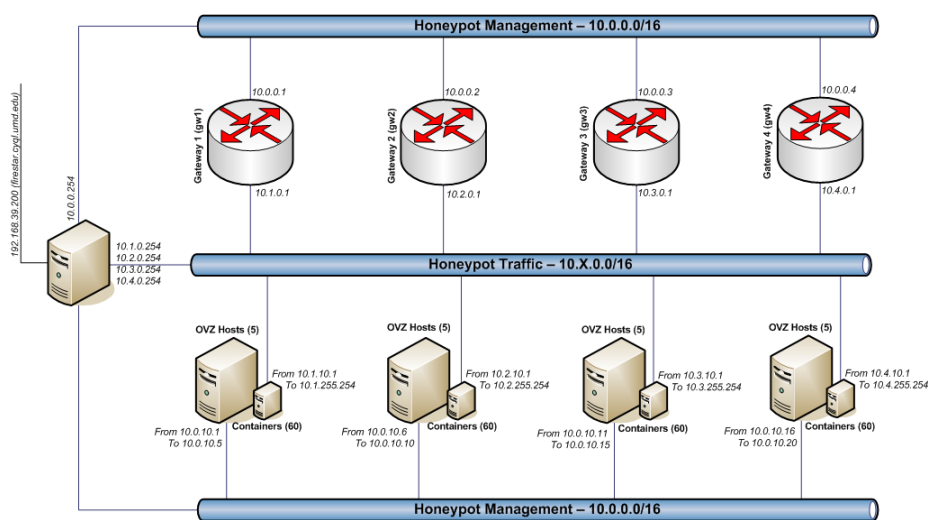 Honeypot Management – 10.0.0.0/16
10.0.0.1
10.0.0.2
10.0.0.3
10.0.0.4
Gateway 1 (gw1)
Gateway 2 (gw2)
Gateway 3 (gw3)
Gateway 4 (gw4)
10.1.0.1
10.2.0.1
10.3.0.1
10.4.0.1
192.168.39.200 (firestar.cyql.umd.edu)
10.0.0.254
10.1.0.254
10.2.0.254
10.3.0.254
10.4.0.254
Honeypot Traffic – 10.X.0.0/16
OVZ Hosts (5)
OVZ Hosts (5)
OVZ Hosts (5)
OVZ Hosts (5)
From 10.1.10.1
To 10.1.255.254
From 10.2.10.1
To 10.2.255.254
From 10.3.10.1
To 10.3.255.254
From 10.4.10.1
To 10.4.255.254
Containers (60)
Containers (60)
Containers (60)
Containers (60)
From 10.0.10.1
To 10.0.10.5
From 10.0.10.6
To 10.0.10.10
From 10.0.10.11
To 10.0.10.15
From 10.0.10.16
To 10.0.10.20
Honeypot Management – 10.0.0.0/16